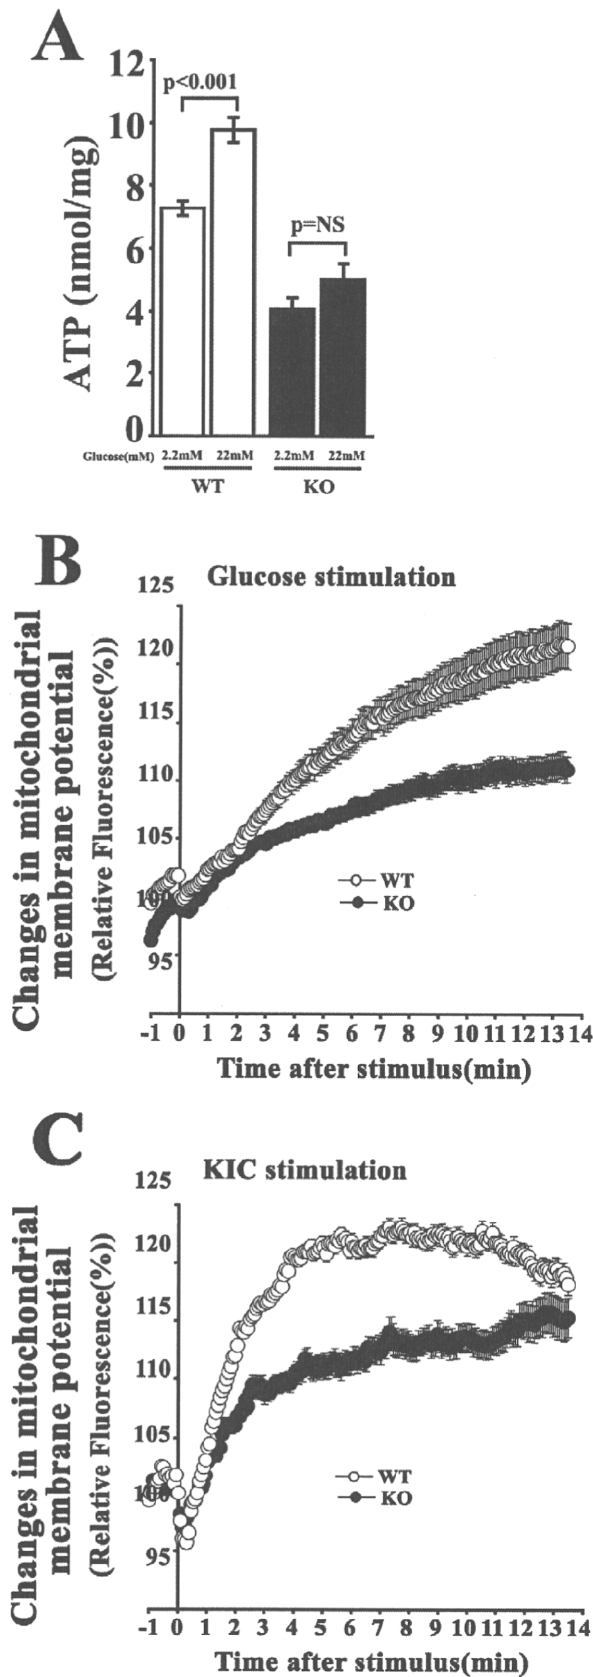 A
12
10
8
6
4
2
0
ATP (nmol/mg)
p<0.001
p=NS
Glucose(mM) 2.2mM 22mM 2.2mM 22mM
WT KO
B
Glucose stimulation
Changes in mitochondrial
membrane potential
(Relative Fluorescence(%))
125
120
115
110
105
100
95
WT
KO
-1 0 1 2 3 4 5 6 7 8 9 10 11 12 13 14
Time after stimulus(min)
C
KIC stimulation
Changes in mitochondrial
membrane potential
(Relative Fluorescence(%))
125
120
115
110
105
100
95
WT
KO
-1 0 1 2 3 4 5 6 7 8 9 10 11 12 13 14
Time after stimulus(min)